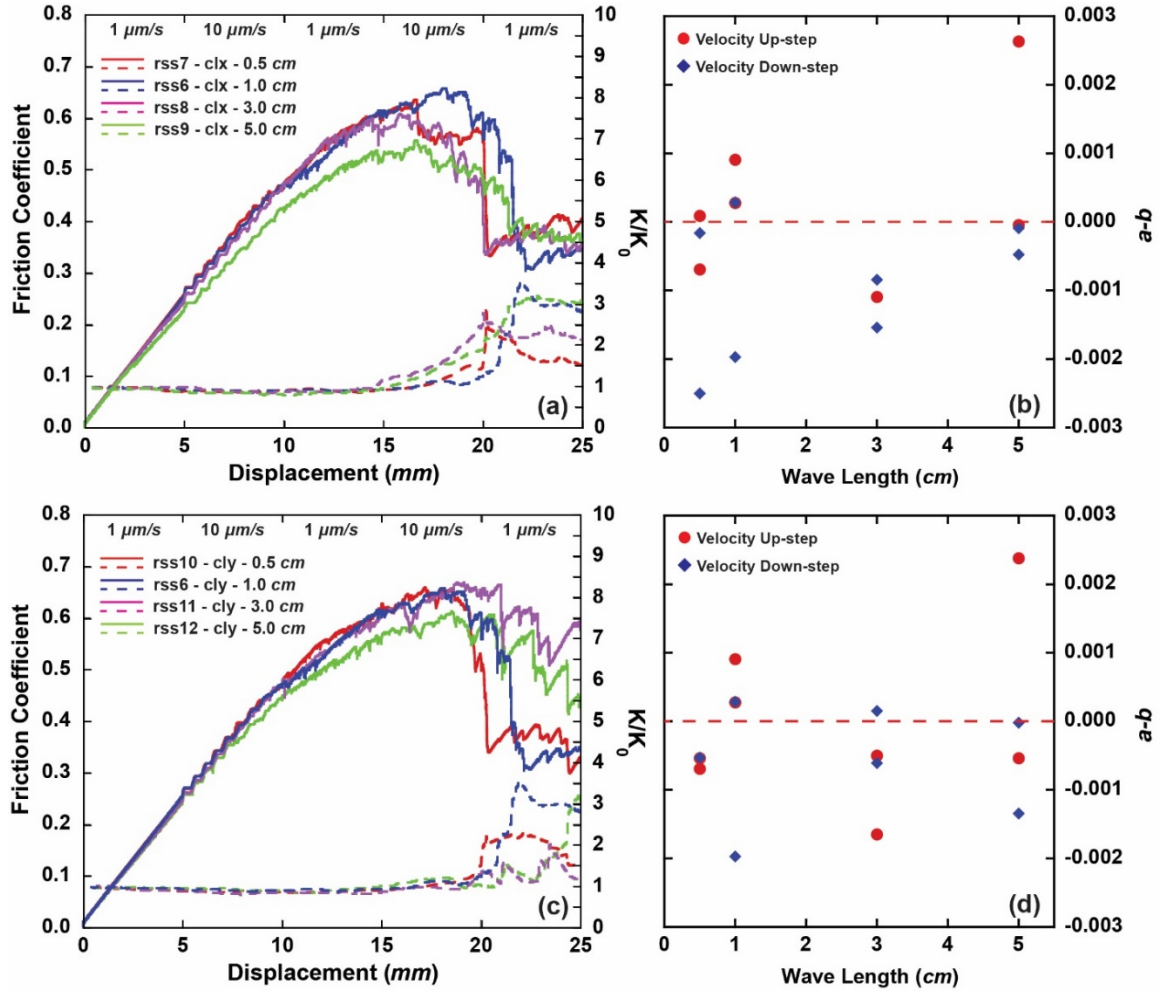 1 μm/s 10 μm/s 1 μm/s 10 μm/s 1 μm/s
rss7 - clx - 0.5 cm
rss6 - clx - 1.0 cm
rss8 - clx - 3.0 cm
rss9 - clx - 5.0 cm
Friction Coefficient
0.8
0.7
0.6
0.5
0.4
0.3
0.2
0.1
0.0
0 5 10 15 20 25
Displacement (mm)
10
9
8
7
6
5
4
3
2
1
0
K/K0
(a)
Velocity Up-step
Velocity Down-step
0.003
0.002
0.001
0.000
-0.001
-0.002
-0.003
a-b
(b)
0 1 2 3 4 5
Wave Length (cm)
1 μm/s 10 μm/s 1 μm/s 10 μm/s 1 μm/s
rss10 - cly - 0.5 cm
rss6 - cly - 1.0 cm
rss11 - cly - 3.0 cm
rss12 - cly - 5.0 cm
Friction Coefficient
0.8
0.7
0.6
0.5
0.4
0.3
0.2
0.1
0.0
0 5 10 15 20 25
Displacement (mm)
10
9
8
7
6
5
4
3
2
1
0
K/K0
(c)
Velocity Up-step
Velocity Down-step
0.003
0.002
0.001
0.000
-0.001
-0.002
-0.003
a-b
(d)
0 1 2 3 4 5
Wave Length (cm)